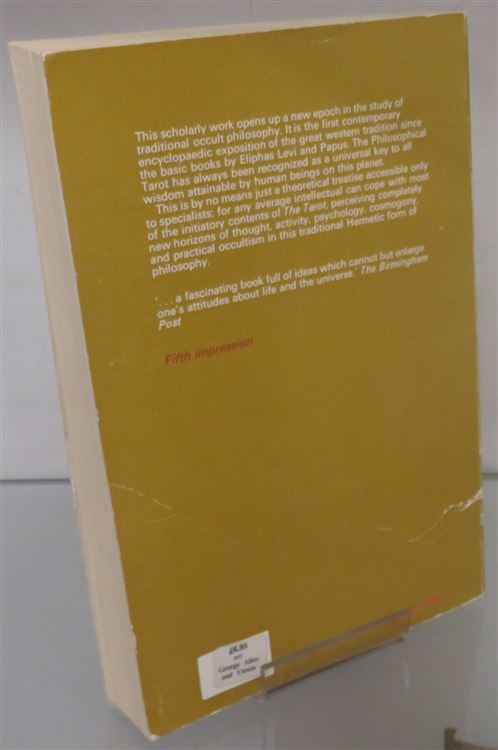 This scholarly work opens up a new epoch in the study of
traditional occult philosophy. It is the first contemporary
encyclopaedic exposition of the great western tradition since
the basic books by Eliphas Levi and Papus. The Philosophical
Tarot has always been recognized as a universal key to all
wisdom attainable by human beings on this planet.
This is by no means just a theoretical treatise accessible only
to specialists; for any average intellectual can cope with most
of the initiatory contents of The Tarot, perceiving completely
new horizons of thought, activity, psychology, cosmogony,
and practical occultism in this traditional Hermetic form of
philosophy.
'. . . a fascinating book full of ideas which cannot but enlarge
one's attitudes about life and the universe.' The Birmingham
Post
Fifth impression
£6.95
net
George Allen
and Unwin